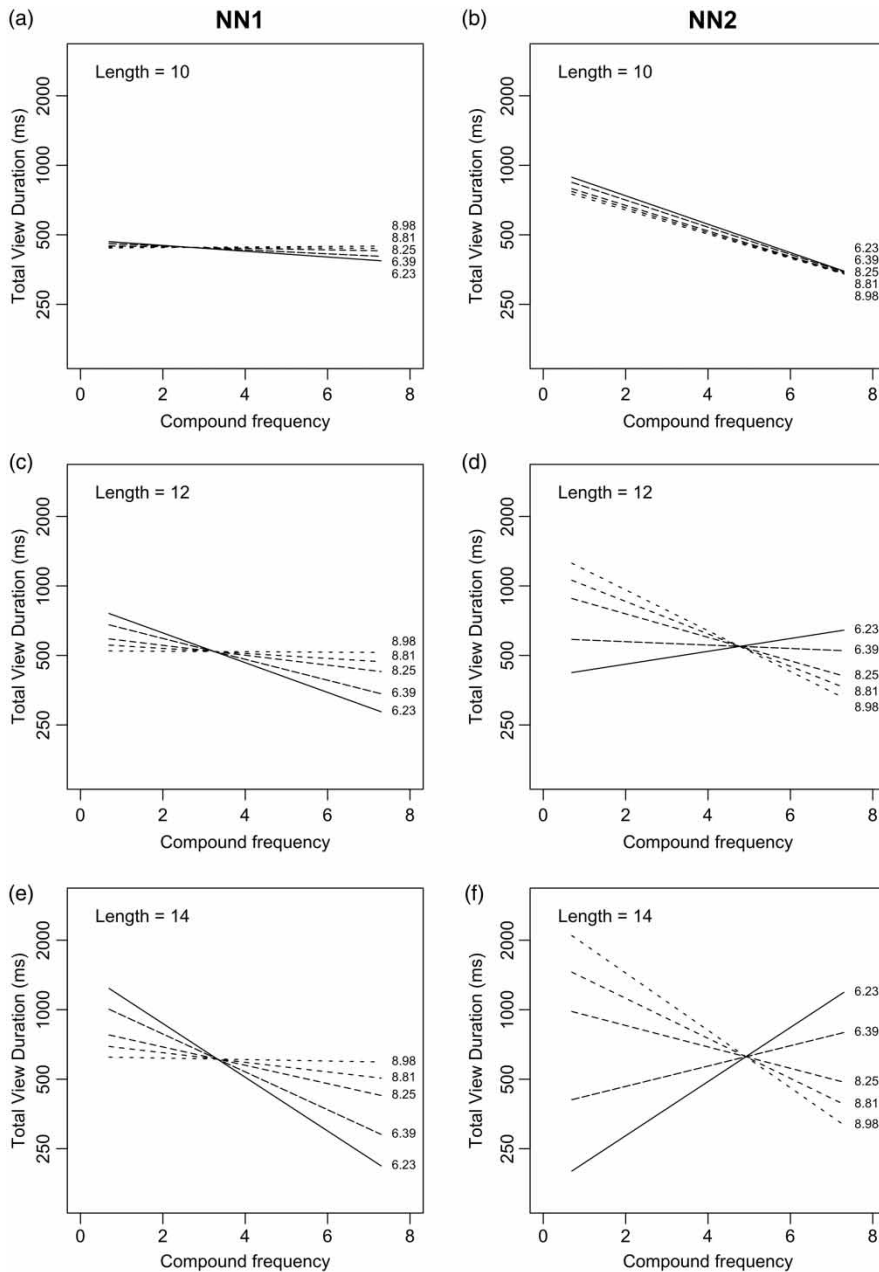 (a)
NN1
Length = 10
Total View Duration (ms)
2000
1000
500
250
8.98
8.81
8.25
6.39
6.23
0 2 4 6 8
Compound frequency
(b)
NN2
Length = 10
Total View Duration (ms)
2000
1000
500
250
6.23
6.39
8.25
8.81
8.98
0 2 4 6 8
Compound frequency
(c)
Length = 12
Total View Duration (ms)
2000
1000
500
250
8.98
8.81
8.25
6.39
6.23
0 2 4 6 8
Compound frequency
(d)
Length = 12
Total View Duration (ms)
2000
1000
500
250
6.23
6.39
8.25
8.81
8.98
0 2 4 6 8
Compound frequency
(e)
Length = 14
Total View Duration (ms)
2000
1000
500
250
8.98
8.81
8.25
6.39
6.23
0 2 4 6 8
Compound frequency
(f)
Length = 14
Total View Duration (ms)
2000
1000
500
250
6.23
6.39
8.25
8.81
8.98
0 2 4 6 8
Compound frequency